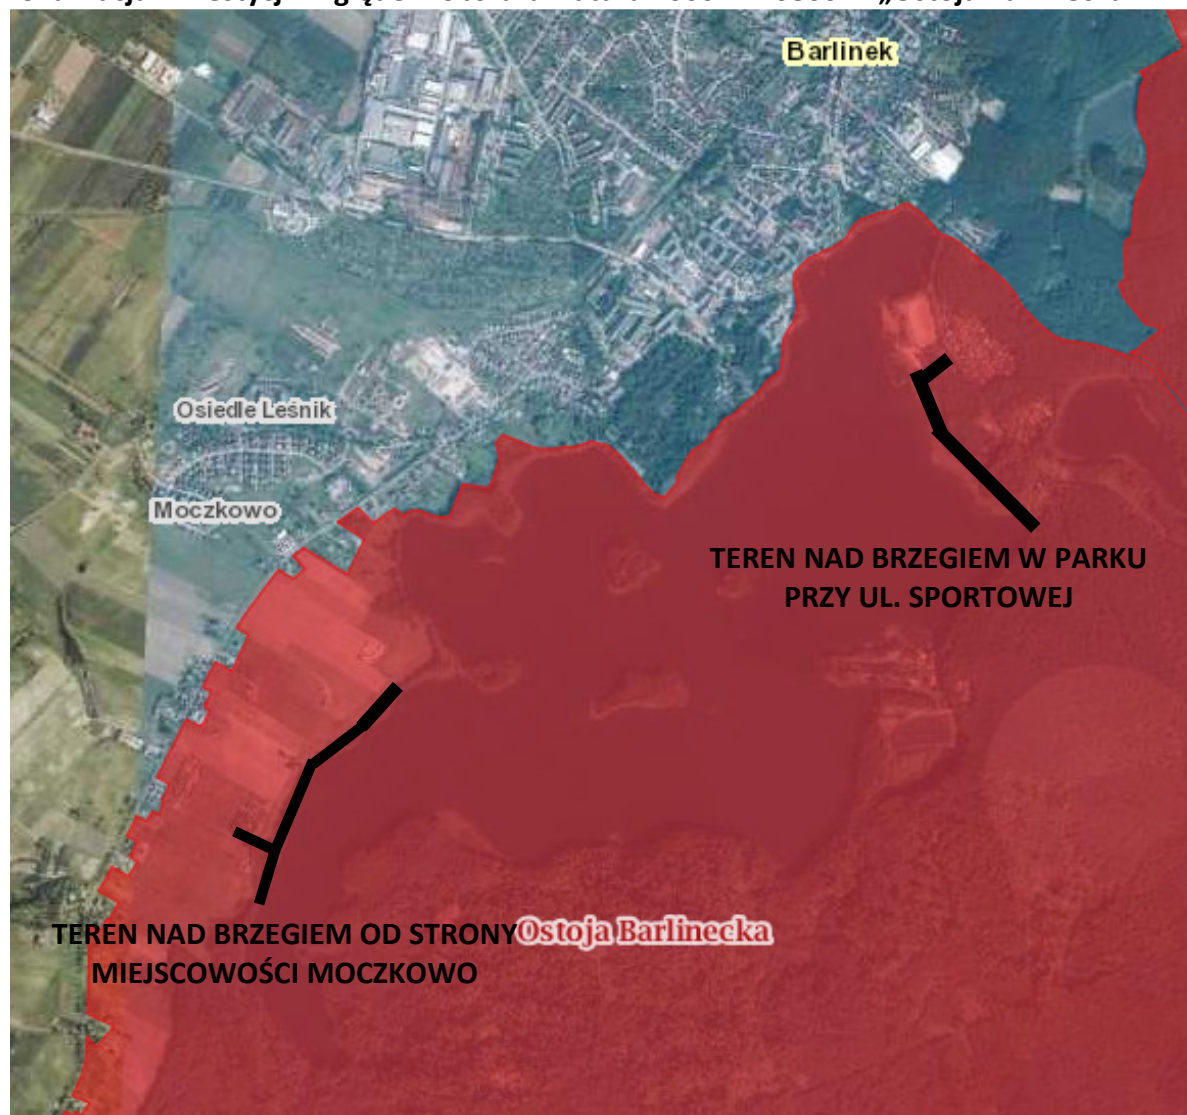 Barlinek
Osiedle Leśnik
Moczkowo
TEREN NAD BRZEGIEM W PARKU
PRZY UL. SPORTOWEJ
TEREN NAD BRZEGIEM OD STRONY
MIEJSCOWOŚCI MOCZKOWO
Ostoja Barlinecka